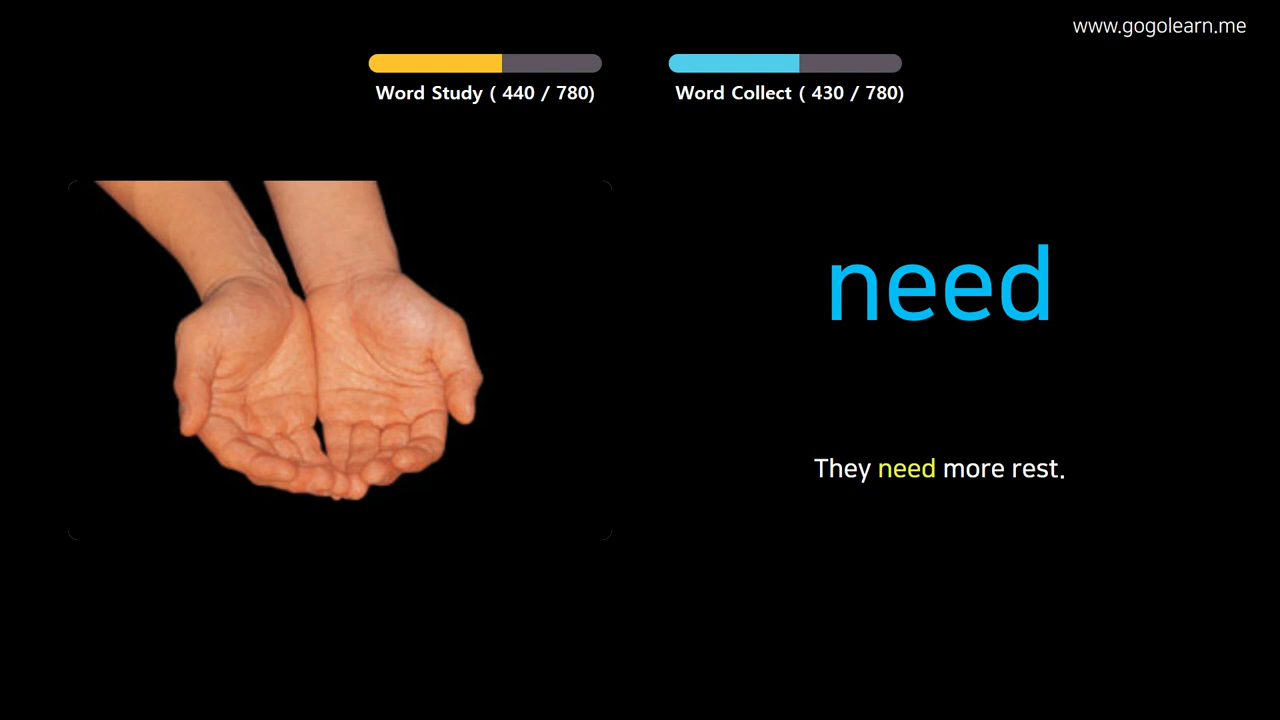 www.gogolearn.me
Word Study ( 440 / 780)
Word Collect ( 430 / 780)
need
They need more rest.